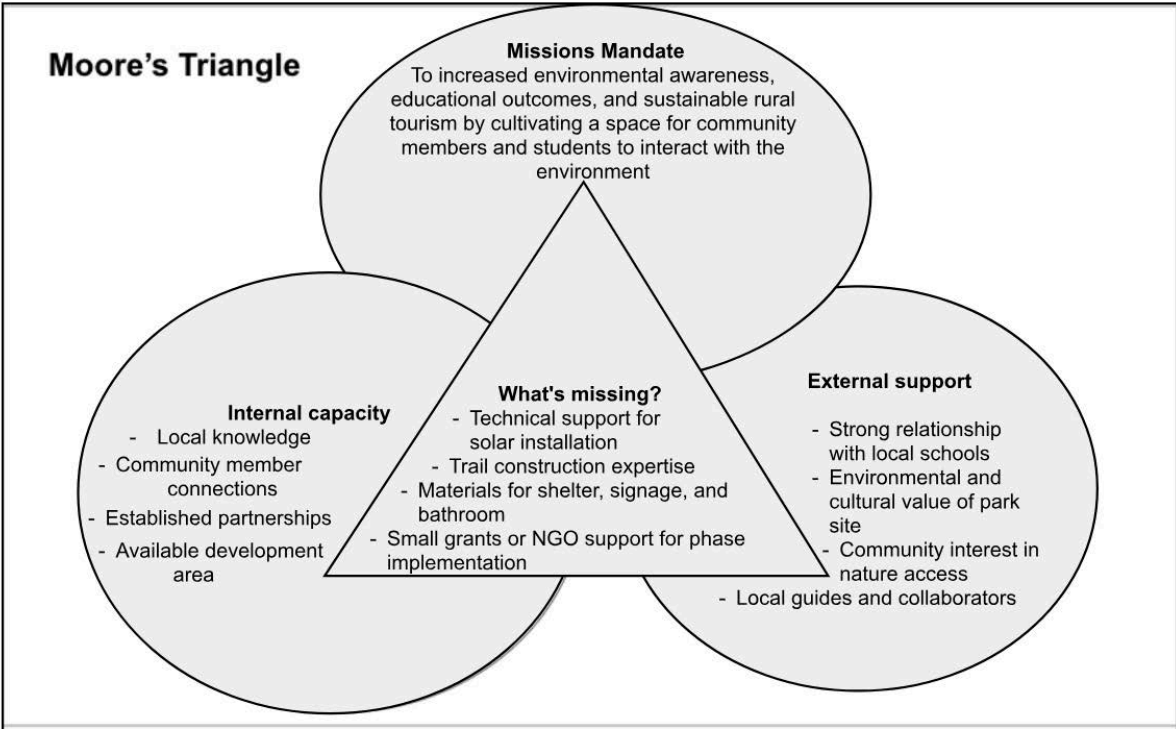 Moore's Triangle
Missions Mandate
To increased environmental awareness,
educational outcomes, and sustainable rural
tourism by cultivating a space for community
members and students to interact with the
environment
Internal capacity
- Local knowledge
- Community member
connections
- Established partnerships
- Available development
area
What's missing?
- Technical support for
solar installation
- Trail construction expertise
- Materials for shelter, signage, and
bathroom
- Small grants or NGO support for phase
implementation
External support
- Strong relationship
with local schools
- Environmental and
cultural value of park
site
- Community interest in
nature access
- Local guides and collaborators